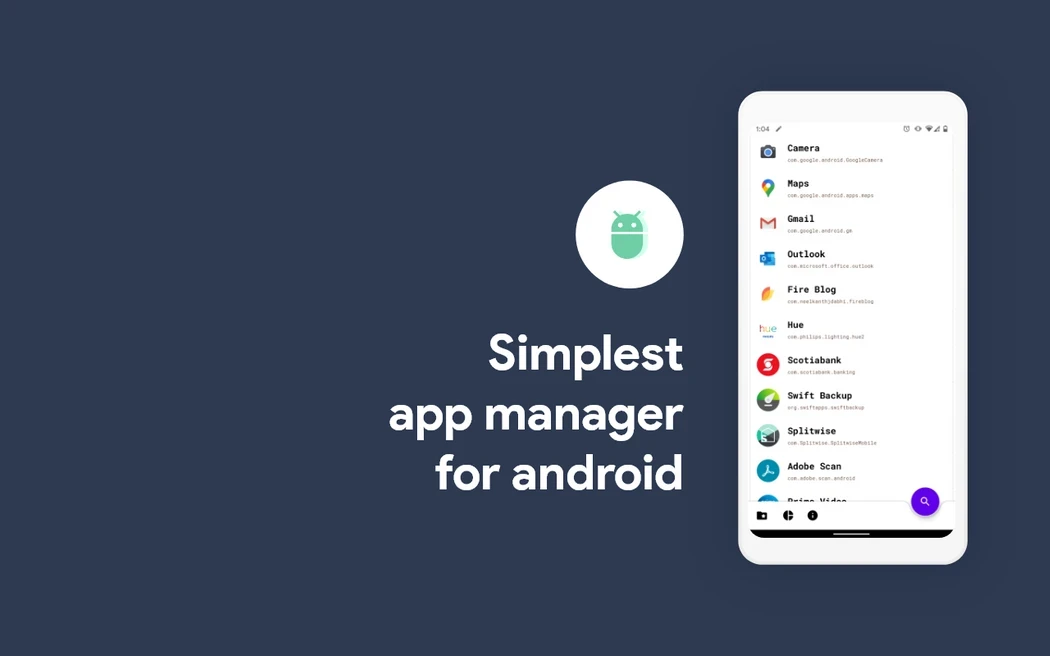 Simplest
app manager
for android
1:04
Camera
com.google.android.GoogleCamera
Maps
com.google.android.apps.maps
Gmail
com.google.android.gm
Outlook
com.microsoft.office.outlook
Fire Blog
com.neelkanthjdabhi.fireblog
Hue
com.philips.lighting.hue2
Scotiabank
com.scotiabank.banking
Swift Backup
org.swiftapps.swiftbackup
Splitwise
com.Splitwise.SplitwiseMobile
Adobe Scan
com.adobe.scan.android
Prime Video